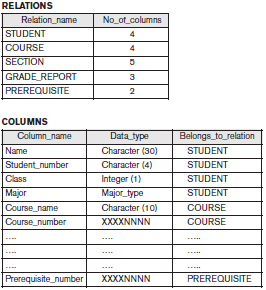 RELATIONS
Relation_name No_of_columns
STUDENT 4
COURSE 4
SECTION 5
GRADE_REPORT 3
PREREQUISITE 2
COLUMNS
Column_name Data_type Belongs_to_relation
Name Character (30) STUDENT
Student_number Character (4) STUDENT
Class Integer (1) STUDENT
Major Major_type STUDENT
Course_name Character (10) COURSE
Course_number XXXXNNNN COURSE
.... .... .....
.... .... .....
.... .... .....
Prerequisite_number XXXXNNNN PREREQUISITE